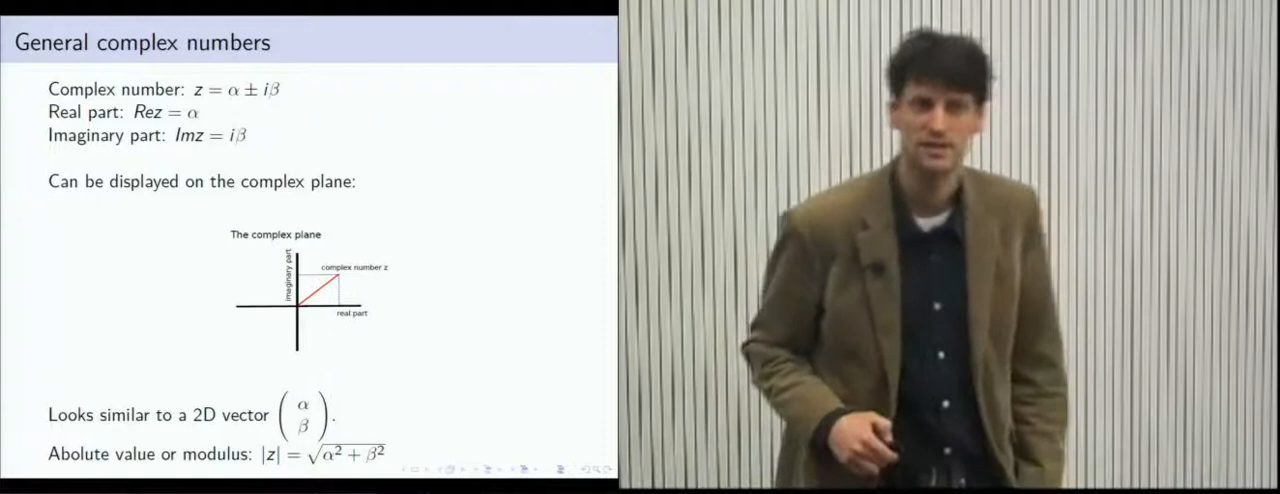 General complex numbers
Complex number: z = α ± iβ
Real part: Rez = α
Imaginary part: Imz = iβ
Can be displayed on the complex plane:
The complex plane
imaginary part
complex number z
real part
Looks similar to a 2D vector ( α β ).
Abolute value or modulus: |z| = √α² + β²